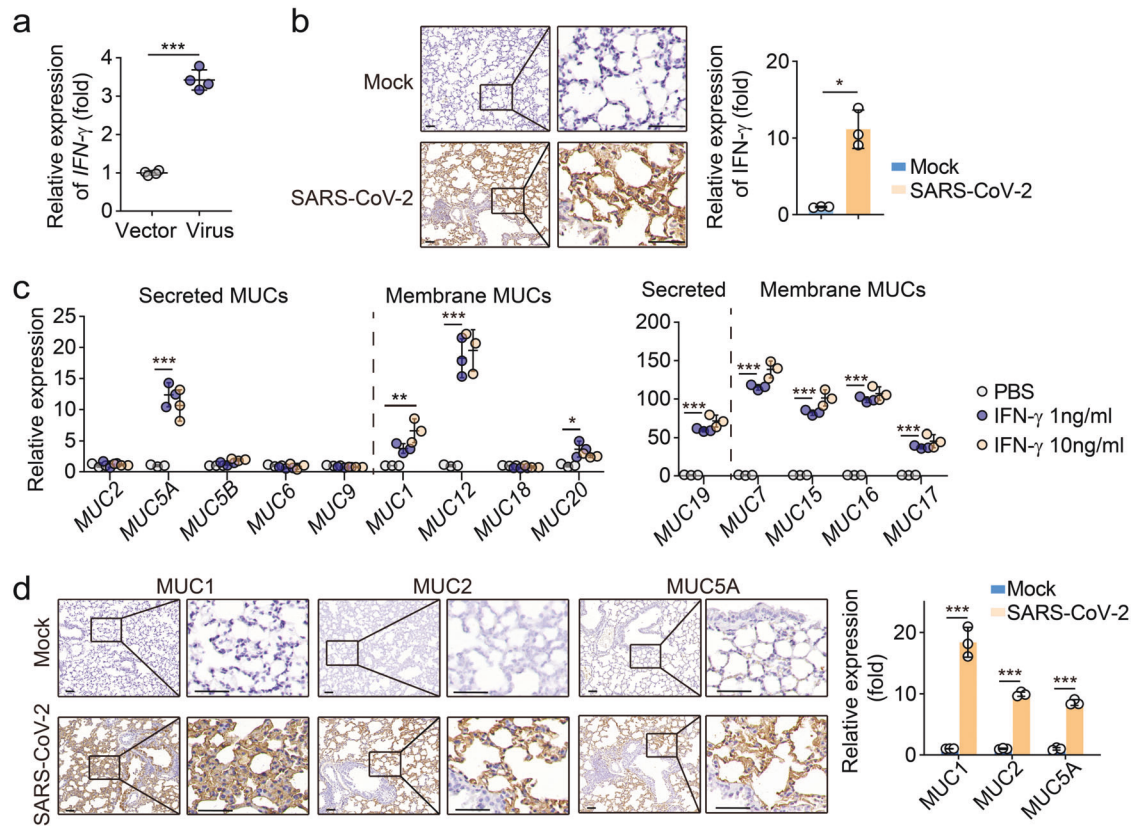 a
***
Relative expression
of IFN-γ (fold)
4
3
2
1
0
Vector Virus
b
Mock
SARS-CoV-2
Relative expression
of IFN-γ (fold)
20
10
0
*
Mock
SARS-CoV-2
c
Secreted MUCs
Membrane MUCs
Relative expression
25
20
15
10
5
0
***
**
***
*
MUC2
MUC5A
MUC5B
MUC6
MUC9
MUC1
MUC12
MUC18
MUC20
Secreted
Membrane MUCs
200
150
100
50
0
***
***
***
***
***
MUC19
MUC7
MUC15
MUC16
MUC17
PBS
IFN-γ 1ng/ml
IFN-γ 10ng/ml
d
MUC1
MUC2
MUC5A
Mock
SARS-CoV-2
Relative expression
(fold)
20
10
0
Mock
SARS-CoV-2
***
***
***
MUC1
MUC2
MUC5A